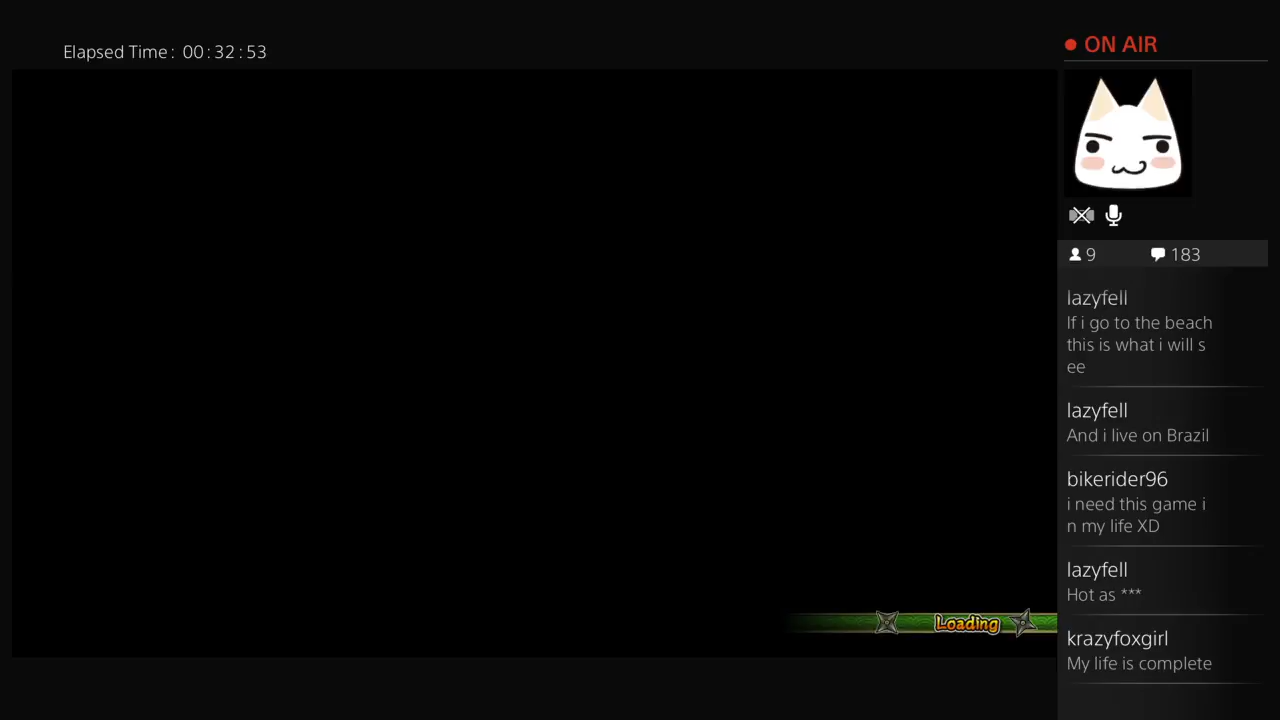 Elapsed Time: 00:32:53
ON AIR
9 183
lazyfell
If i go to the beach
this is what i will s
ee
lazyfell
And i live on Brazil
bikerider96
i need this game i
n my life XD
lazyfell
Hot as ***
krazyfoxgirl
My life is complete
Loading